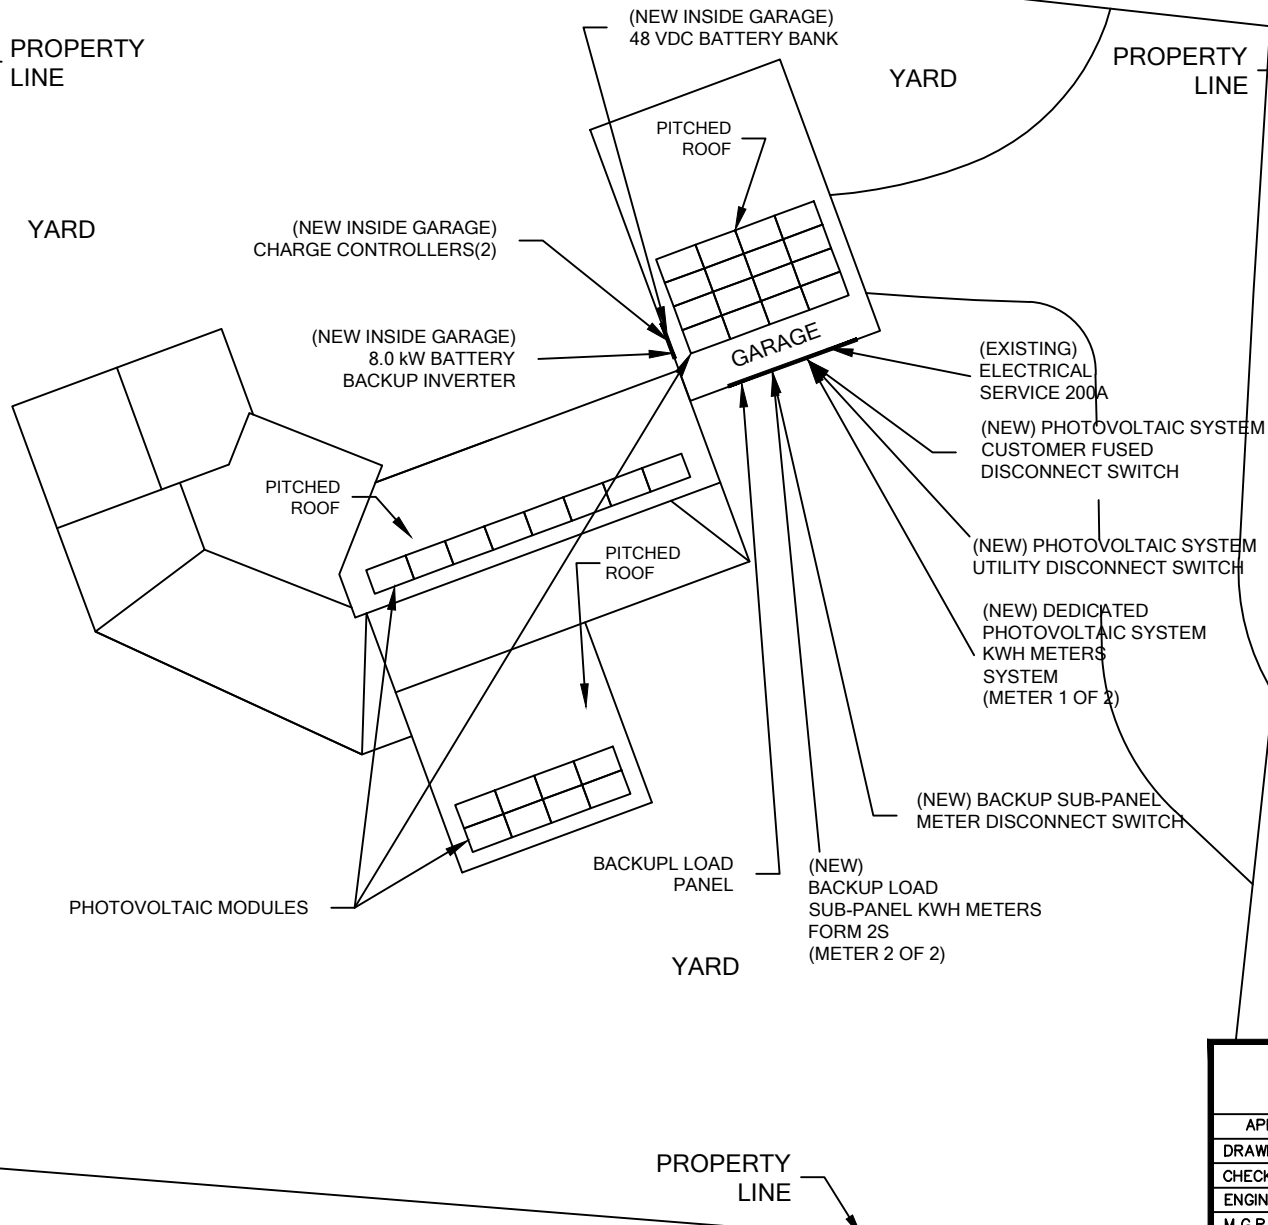 (NEW INSIDE GARAGE)
48 VDC BATTERY BANK
PROPERTY
LINE
YARD
PROPERTY
LINE
PITCHED
ROOF
YARD
(NEW INSIDE GARAGE)
CHARGE CONTROLLERS(2)
(NEW INSIDE GARAGE)
8.0 kW BATTERY
BACKUP INVERTER
GARAGE
(EXISTING)
ELECTRICAL
SERVICE 200A
(NEW) PHOTOVOLTAIC SYSTEM
CUSTOMER FUSED
DISCONNECT SWITCH
PITCHED
ROOF
(NEW) PHOTOVOLTAIC SYSTEM
UTILITY DISCONNECT SWITCH
PITCHED
ROOF
(NEW) DEDICATED
PHOTOVOLTAIC SYSTEM
KWH METERS
SYSTEM
(METER 1 OF 2)
(NEW) BACKUP SUB-PANEL
METER DISCONNECT SWITCH
BACKUPL LOAD
PANEL
(NEW)
BACKUP LOAD
SUB-PANEL KWH METERS
FORM 2S
(METER 2 OF 2)
PHOTOVOLTAIC MODULES
YARD
PROPERTY
LINE